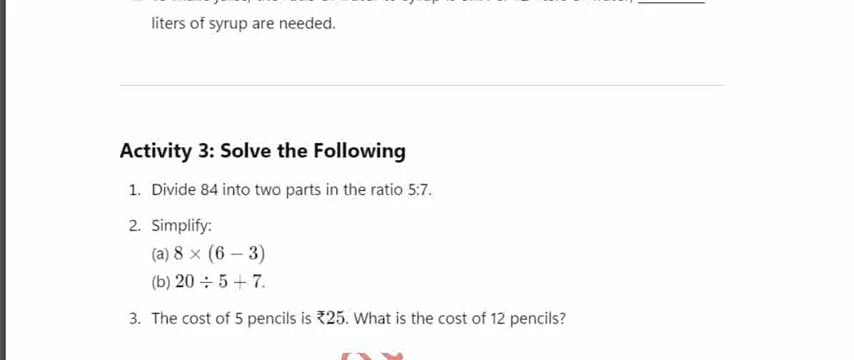 liters of syrup are needed.
Activity 3: Solve the Following
1. Divide 84 into two parts in the ratio 5:7.
2. Simplify:
(a) 8 × (6 − 3)
(b) 20 ÷ 5 + 7.
3. The cost of 5 pencils is ₹25. What is the cost of 12 pencils?